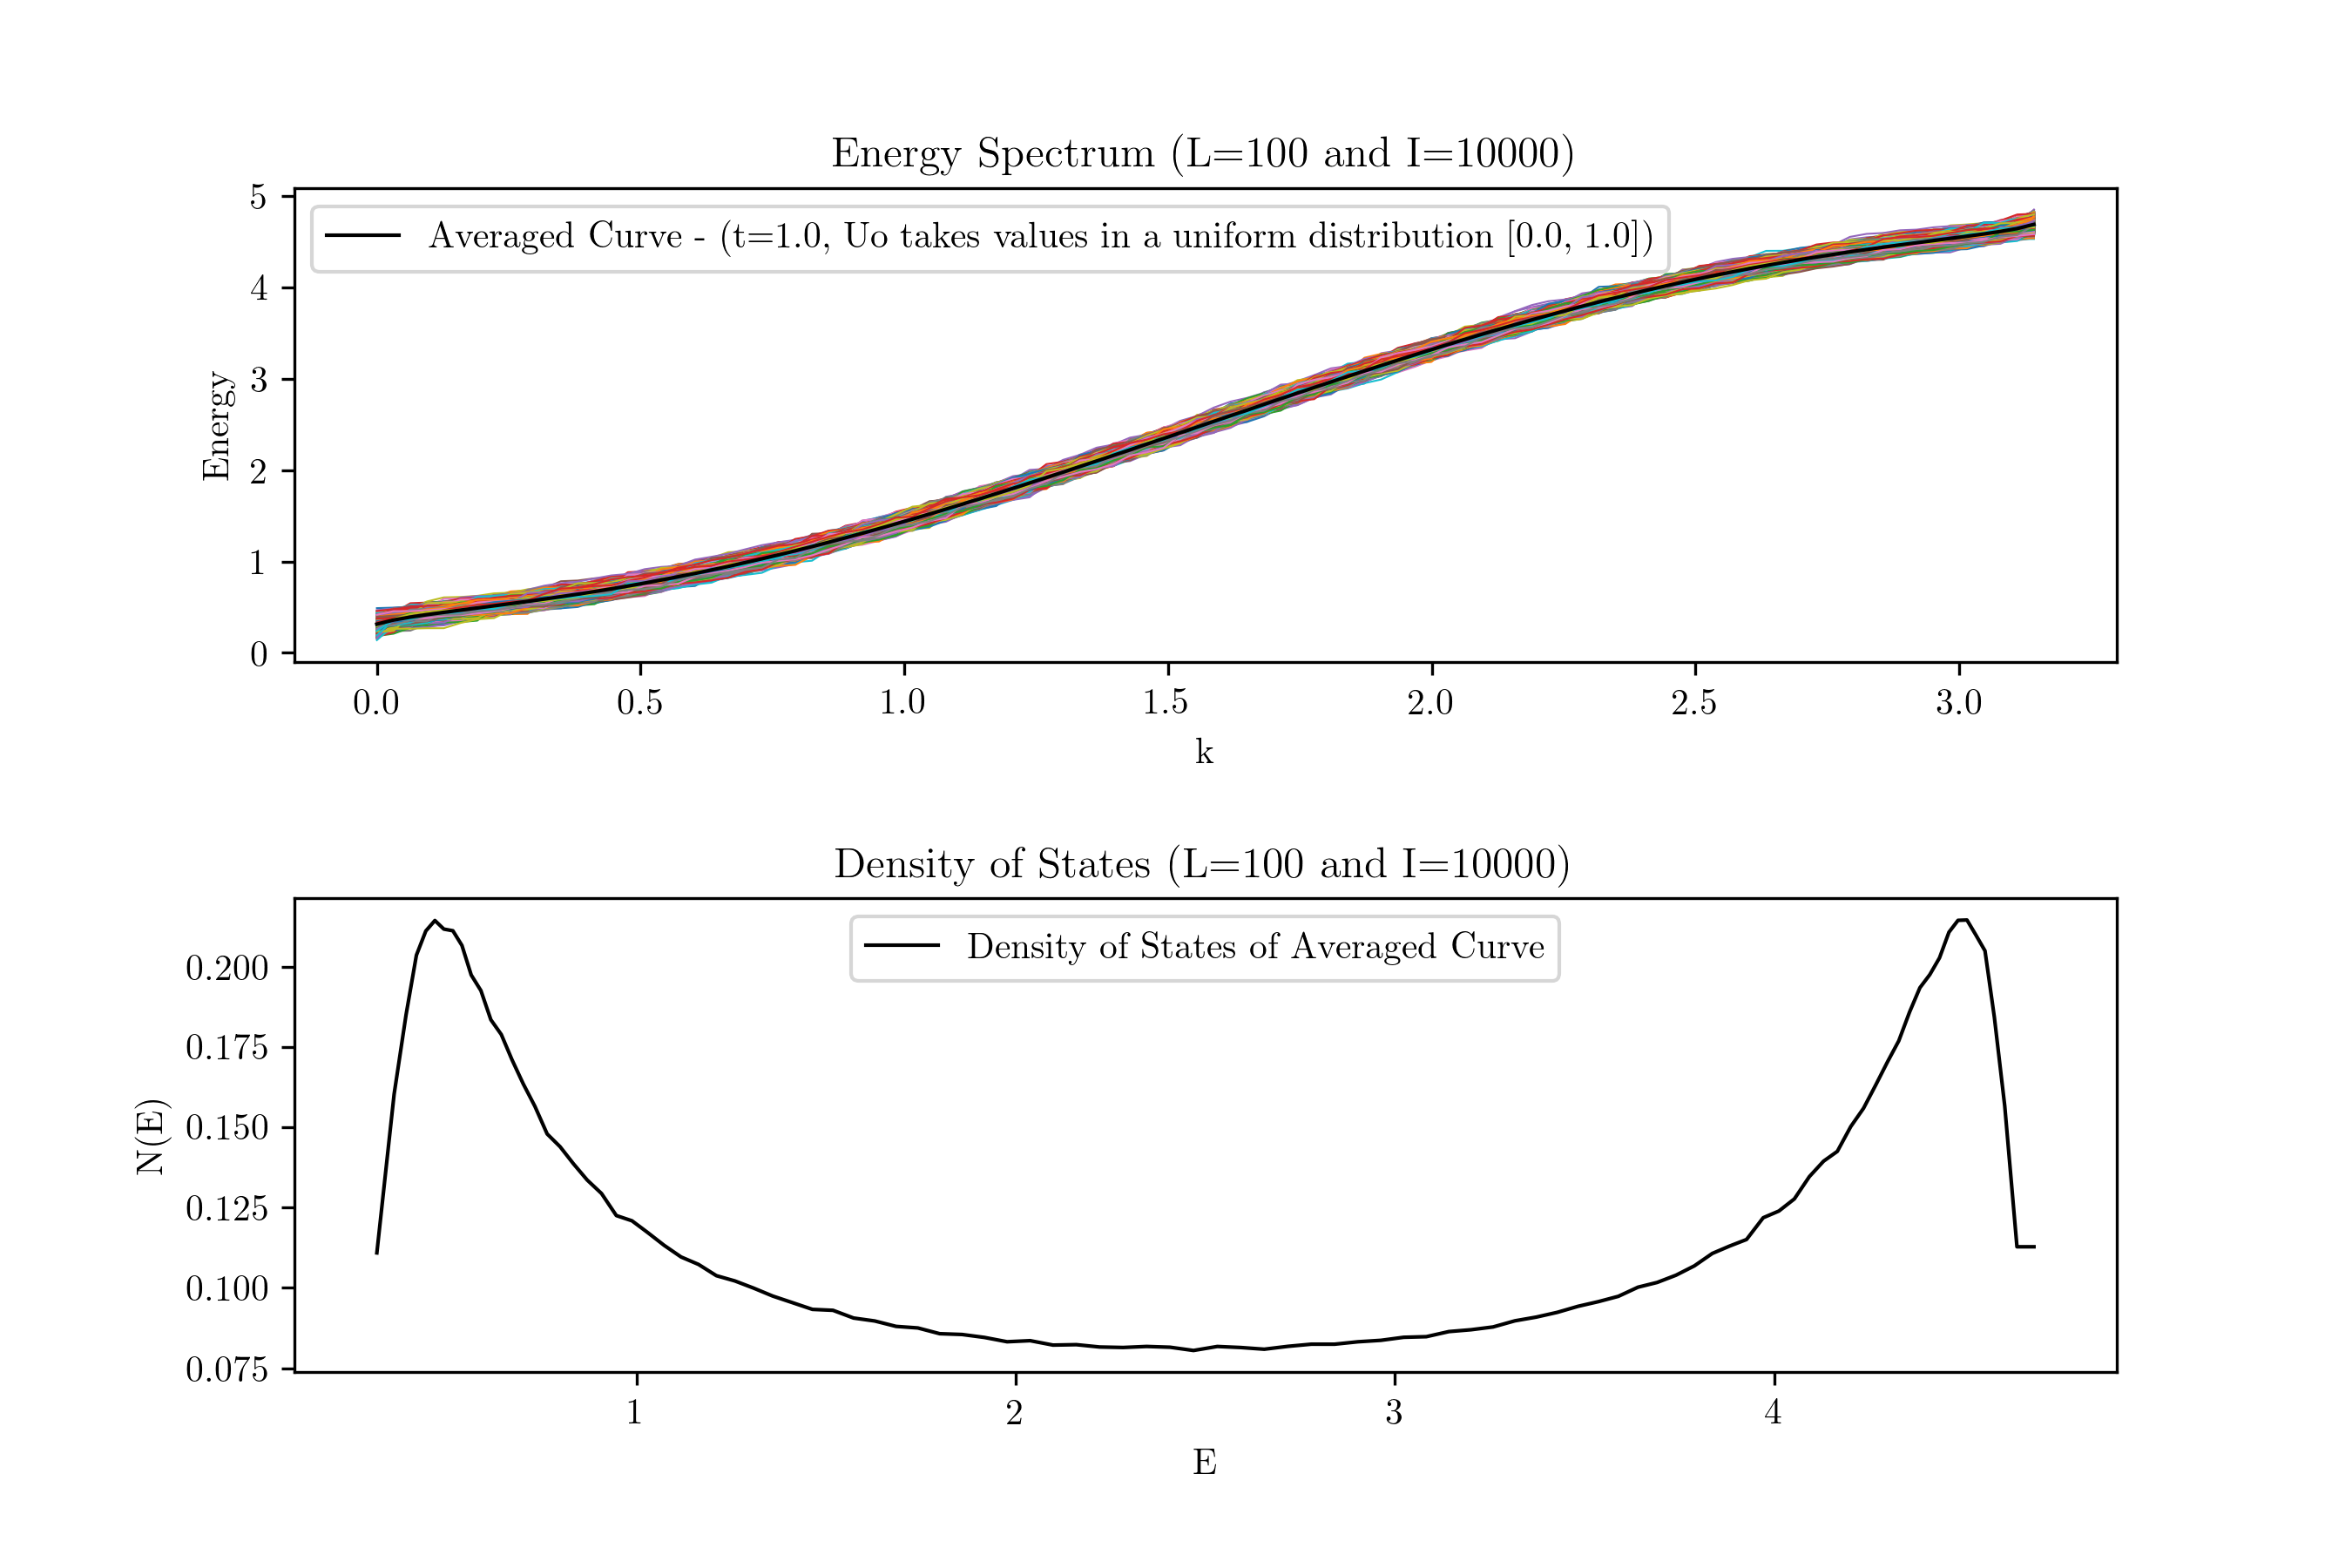 Energy Spectrum (L=100 and I=10000)
Averaged Curve - (t=1.0, Uo takes values in a uniform distribution [0.0, 1.0])
5
4
3
2
1
0
Energy
0.0 0.5 1.0 1.5 2.0 2.5 3.0
k
Density of States (L=100 and I=10000)
Density of States of Averaged Curve
0.200
0.175
0.150
0.125
0.100
0.075
N(E)
1 2 3 4
E